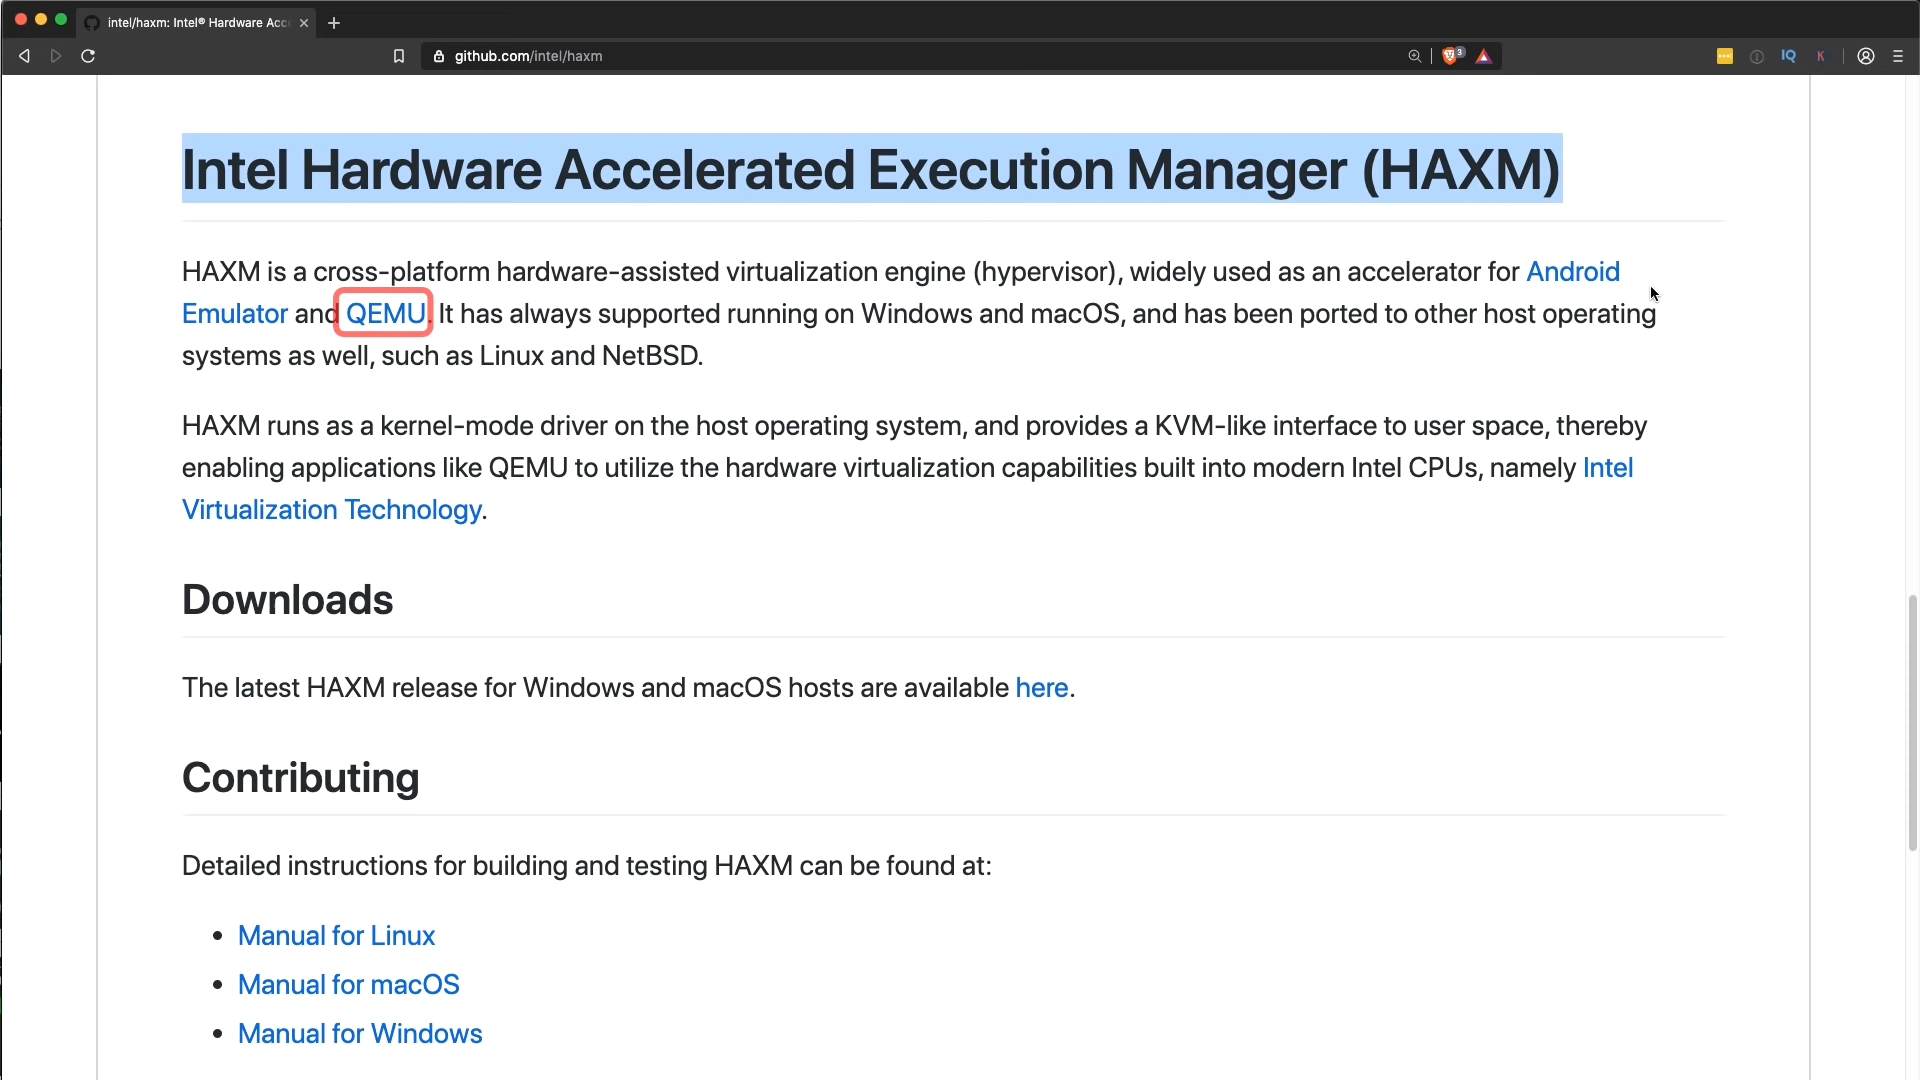 intel/haxm: Intel® Hardware Acc
github.com/intel/haxm
3
IQ
K
Intel Hardware Accelerated Execution Manager (HAXM)
HAXM is a cross-platform hardware-assisted virtualization engine (hypervisor), widely used as an accelerator for Android
Emulator and QEMU. It has always supported running on Windows and macOS, and has been ported to other host operating
systems as well, such as Linux and NetBSD.
HAXM runs as a kernel-mode driver on the host operating system, and provides a KVM-like interface to user space, thereby
enabling applications like QEMU to utilize the hardware virtualization capabilities built into modern Intel CPUs, namely Intel
Virtualization Technology.
Downloads
The latest HAXM release for Windows and macOS hosts are available here.
Contributing
Detailed instructions for building and testing HAXM can be found at:
• Manual for Linux
• Manual for macOS
• Manual for Windows